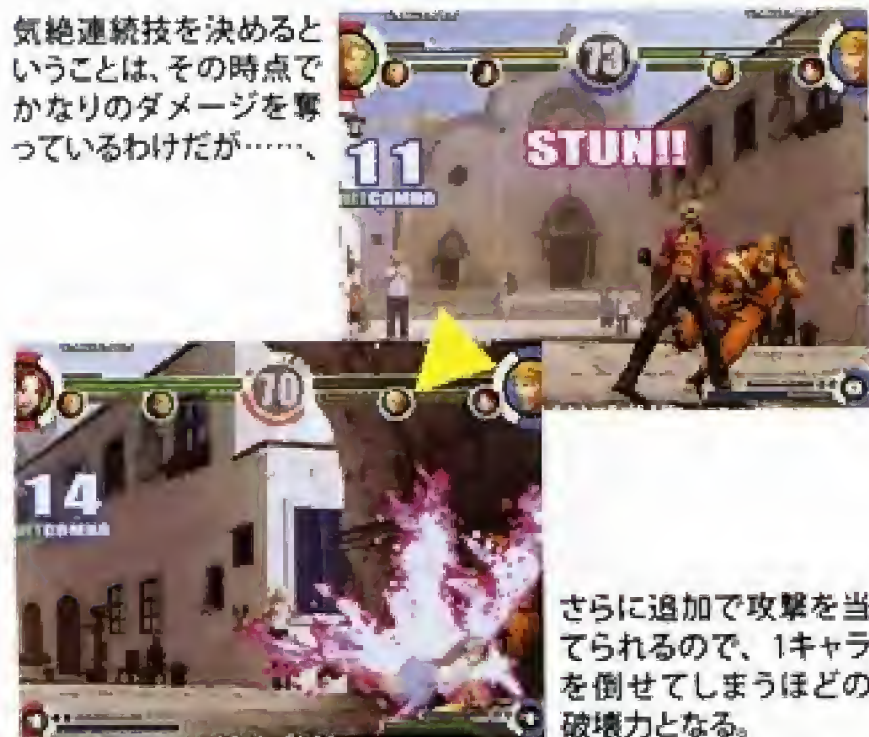 気絶連続技を決めると
いうことは、その時点で
かなりのダメージを奪
っているわけだが……、
73
11
HITCOMBO
STUN!!
70
14
HITCOMBO
さらに追加で攻撃を当
てられるので、1キャラ
を倒せてしまうほどの
破壊力となる。